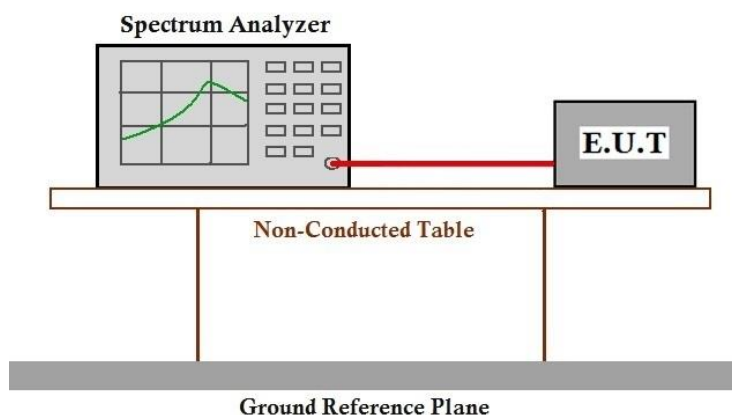 Spectrum Analyzer
E.U.T
Non-Conducted Table
Ground Reference Plane